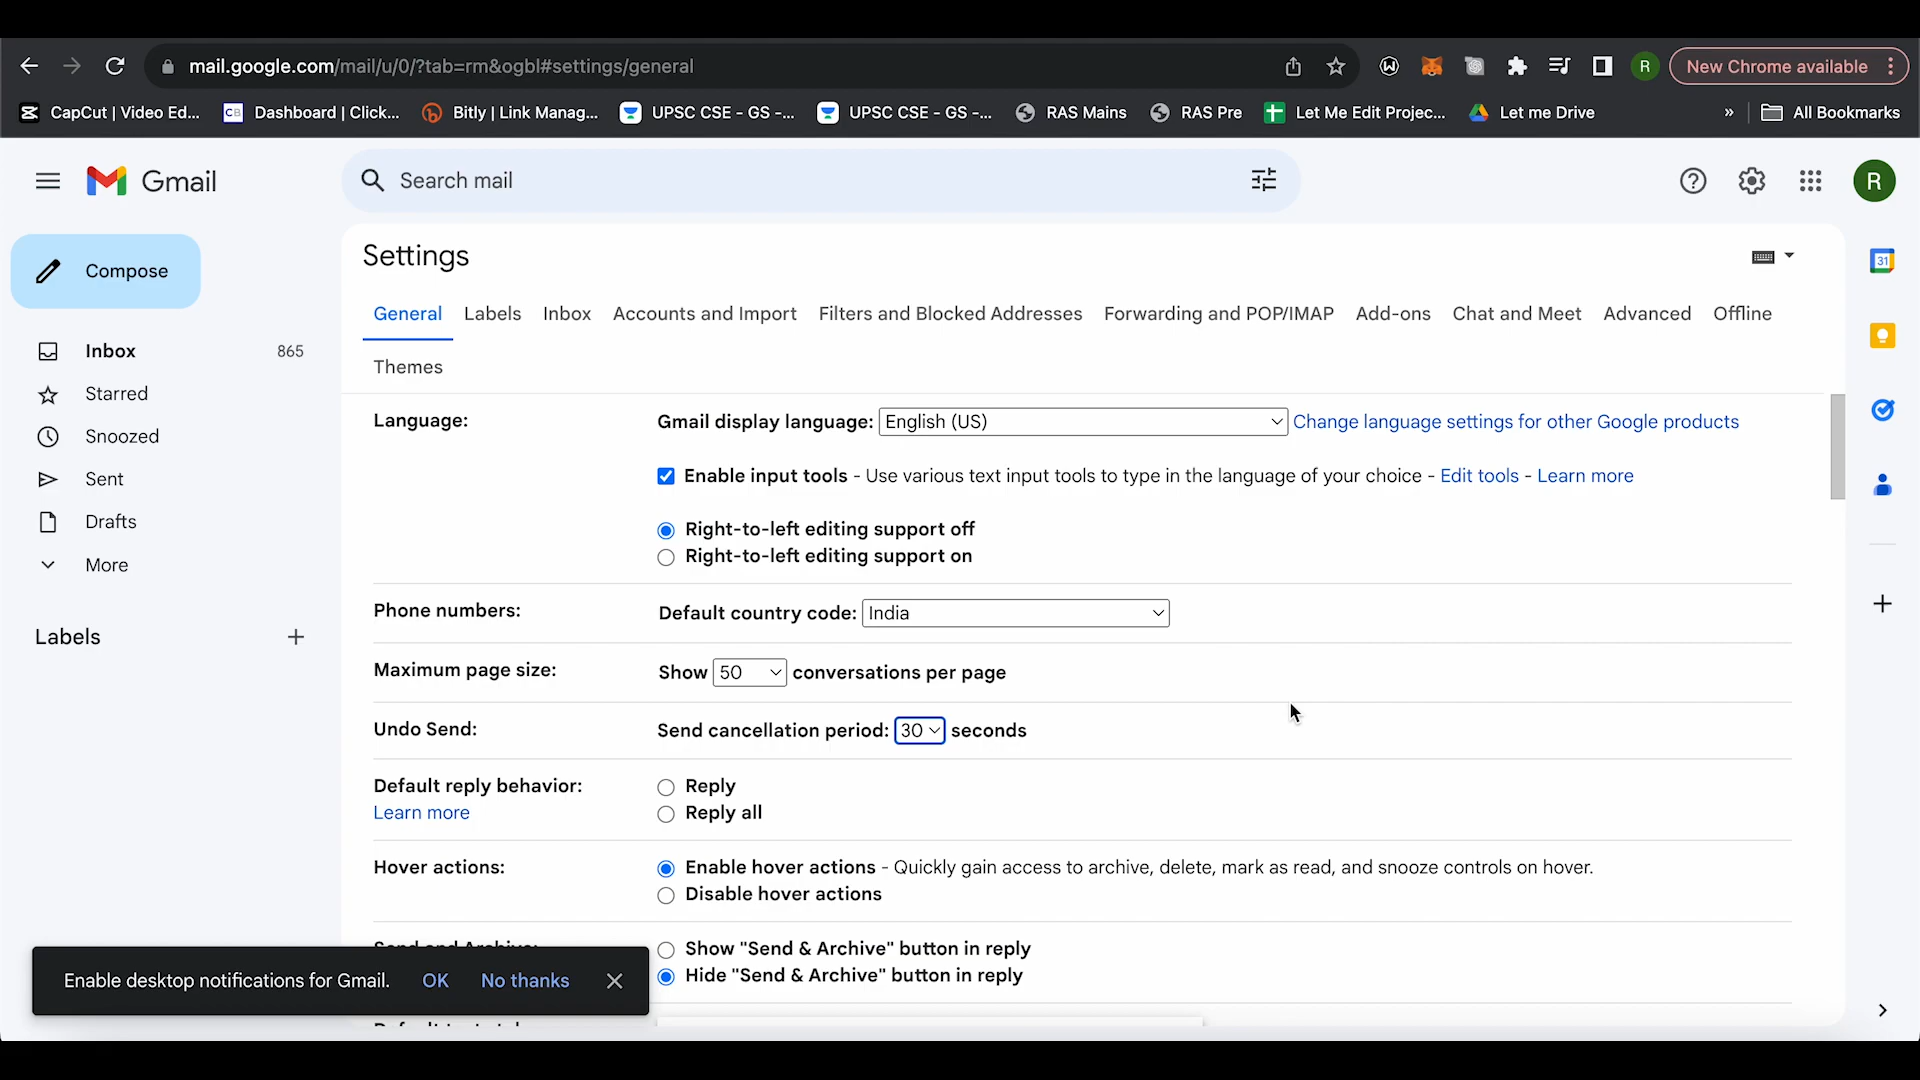 mail.google.com/mail/u/0/?tab=rm&ogbl#settings/general
R
New Chrome available
CapCut | Video Ed...
CB
Dashboard | Click...
Bitly | Link Manag...
UPSC CSE - GS -...
UPSC CSE - GS -...
RAS Mains
RAS Pre
Let Me Edit Projec...
Let me Drive
»
All Bookmarks
Gmail
Search mail
R
Compose
Inbox 865
Starred
Snoozed
Sent
Drafts
More
Labels
Settings
General Labels Inbox Accounts and Import Filters and Blocked Addresses Forwarding and POP/IMAP Add-ons Chat and Meet Advanced Offline
Themes
31
Language: Gmail display language: English (US) Change language settings for other Google products
Enable input tools - Use various text input tools to type in the language of your choice - Edit tools - Learn more
Right-to-left editing support off
Right-to-left editing support on
Phone numbers: Default country code: India
Maximum page size: Show 50 conversations per page
Undo Send: Send cancellation period: 30 seconds
Default reply behavior: Reply
Learn more Reply all
Hover actions: Enable hover actions - Quickly gain access to archive, delete, mark as read, and snooze controls on hover.
Disable hover actions
Show "Send & Archive" button in reply
Hide "Send & Archive" button in reply
Enable desktop notifications for Gmail. OK No thanks